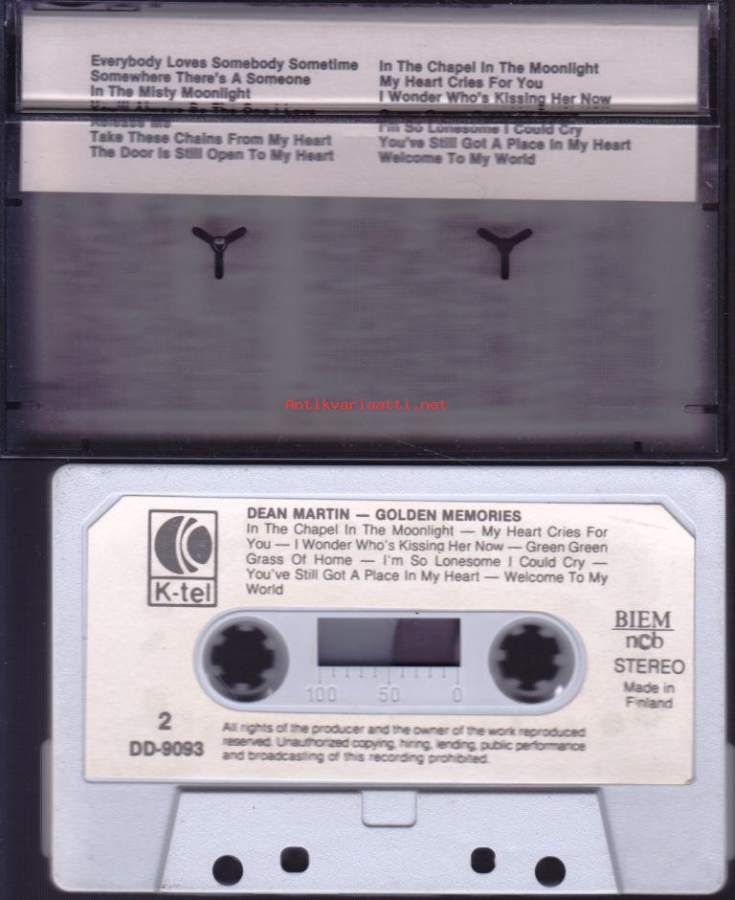 Everybody Loves Somebody Sometime
Somewhere There's A Someone
In The Misty Moonlight
Release Me
Take These Chains From My Heart
The Door Is Still Open To My Heart
In The Chapel In The Moonlight
My Heart Cries For You
I Wonder Who's Kissing Her Now
I'm So Lonesome I Could Cry
You've Still Got A Place In My Heart
Welcome To My World
Antikvariaatti.net
K-tel
DEAN MARTIN — GOLDEN MEMORIES
In The Chapel In The Moonlight — My Heart Cries For
You — I Wonder Who's Kissing Her Now — Green Green
Grass Of Home — I'm So Lonesome I Could Cry —
You've Still Got A Place In My Heart — Welcome To My
World
BIEM
ncb
STEREO
Made in
Finland
100 50 0
2
DD-9093
All rights of the producer and the owner of the work reproduced
reserved. Unauthorized copying, hiring, lending, public performance
and broadcasting of this recording prohibited.